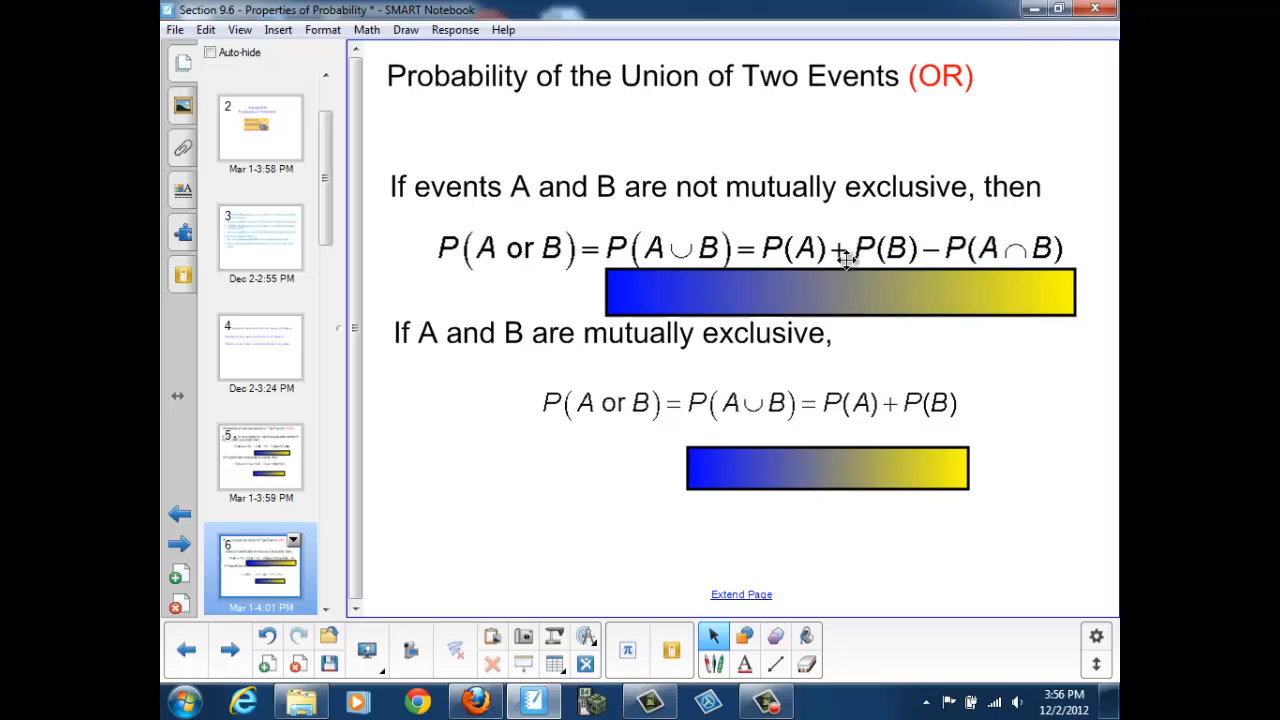 Section 9.6 - Properties of Probability * - SMART Notebook
File Edit View Insert Format Math Draw Response Help
Auto-hide
2
Mar 1-3:58 PM
3
Dec 2-2:55 PM
4
Dec 2-3:24 PM
5
Mar 1-3:59 PM
6
Mar 1-4:01 PM
Probability of the Union of Two Events (OR)
If events A and B are not mutually exclusive, then
P(A or B) = P(A ∪ B) = P(A) + P(B) − P(A ∩ B)
If A and B are mutually exclusive,
P(A or B) = P(A ∪ B) = P(A) + P(B)
Extend Page
3:56 PM
12/2/2012